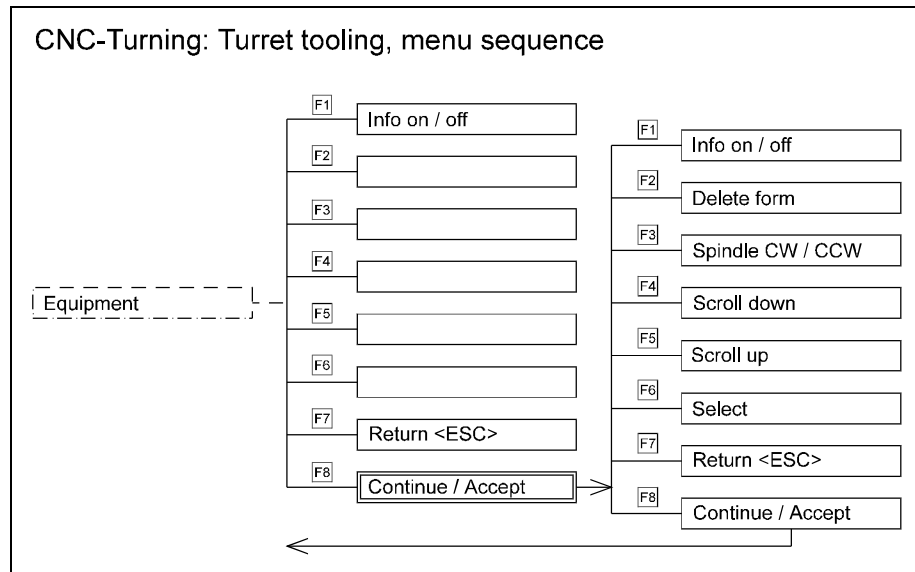 CNC-Turning: Turret tooling, menu sequence
Equipment
F1
Info on / off
F2
F3
F4
F5
F6
F7
Return <ESC>
F8
Continue / Accept
F1
Info on / off
F2
Delete form
F3
Spindle CW / CCW
F4
Scroll down
F5
Scroll up
F6
Select
F7
Return <ESC>
F8
Continue / Accept